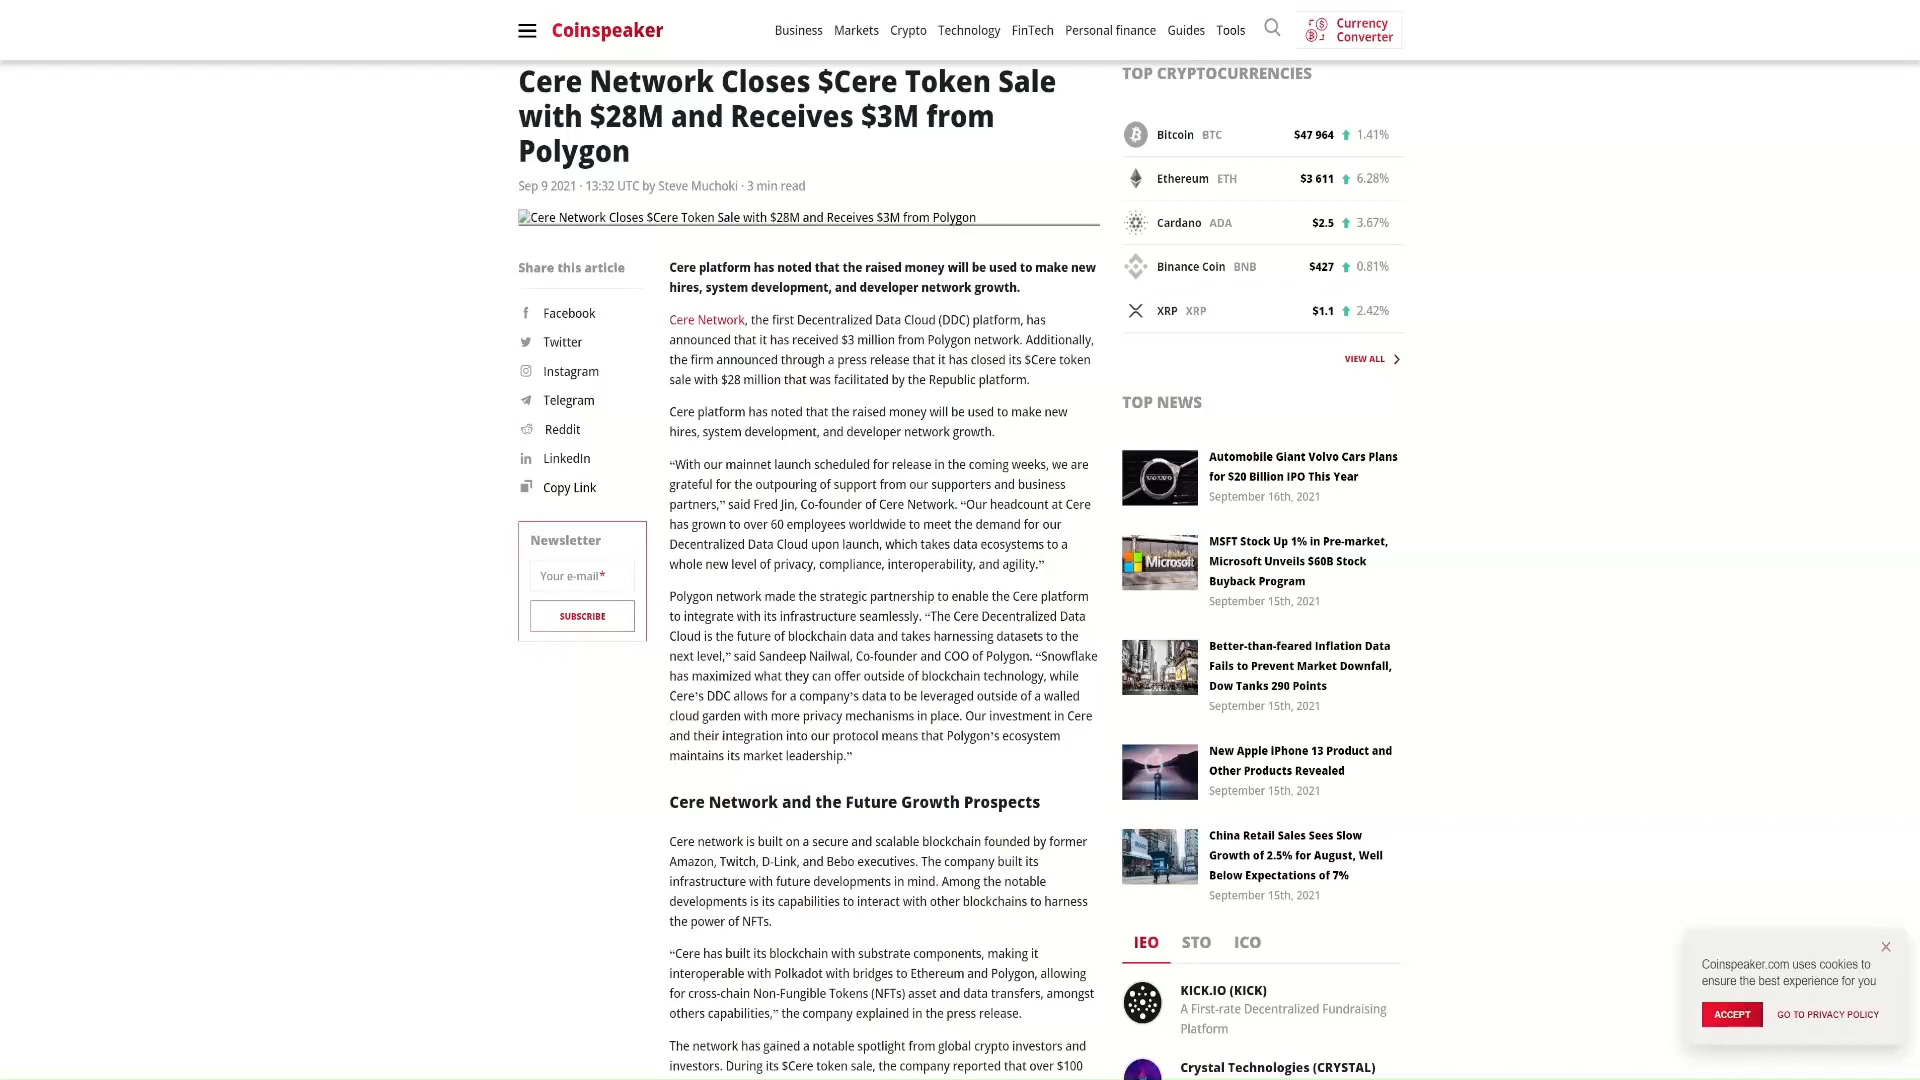 Coinspeaker
Business Markets Crypto Technology FinTech Personal finance Guides Tools
Currency
Converter
Cere Network Closes $Cere Token Sale
with $28M and Receives $3M from
Polygon
Sep 9 2021 · 13:32 UTC by Steve Muchoki · 3 min read
Cere Network Closes $Cere Token Sale with $28M and Receives $3M from Polygon
Share this article
Facebook
Twitter
Instagram
Telegram
Reddit
LinkedIn
Copy Link
Newsletter
Your e-mail*
SUBSCRIBE
Cere platform has noted that the raised money will be used to make new
hires, system development, and developer network growth.
Cere Network, the first Decentralized Data Cloud (DDC) platform, has
announced that it has received $3 million from Polygon network. Additionally,
the firm announced through a press release that it has closed its $Cere token
sale with $28 million that was facilitated by the Republic platform.
Cere platform has noted that the raised money will be used to make new
hires, system development, and developer network growth.
“With our mainnet launch scheduled for release in the coming weeks, we are
grateful for the outpouring of support from our supporters and business
partners,” said Fred Jin, Co-founder of Cere Network. “Our headcount at Cere
has grown to over 60 employees worldwide to meet the demand for our
Decentralized Data Cloud upon launch, which takes data ecosystems to a
whole new level of privacy, compliance, interoperability, and agility.”
Polygon network made the strategic partnership to enable the Cere platform
to integrate with its infrastructure seamlessly. “The Cere Decentralized Data
Cloud is the future of blockchain data and takes harnessing datasets to the
next level,” said Sandeep Nailwal, Co-founder and COO of Polygon. “Snowflake
has maximized what they can offer outside of blockchain technology, while
Cere’s DDC allows for a company’s data to be leveraged outside of a walled
cloud garden with more privacy mechanisms in place. Our investment in Cere
and their integration into our protocol means that Polygon’s ecosystem
maintains its market leadership.”
Cere Network and the Future Growth Prospects
Cere network is built on a secure and scalable blockchain founded by former
Amazon, Twitch, D-Link, and Bebo executives. The company built its
infrastructure with future developments in mind. Among the notable
developments is its capabilities to interact with other blockchains to harness
the power of NFTs.
“Cere has built its blockchain with substrate components, making it
interoperable with Polkadot with bridges to Ethereum and Polygon, allowing
for cross-chain Non-Fungible Tokens (NFTs) asset and data transfers, amongst
others capabilities,” the company explained in the press release.
The network has gained a notable spotlight from global crypto investors and
investors. During its $Cere token sale, the company reported that over $100
TOP CRYPTOCURRENCIES
Bitcoin BTC $47 964 1.41%
Ethereum ETH $3 611 6.28%
Cardano ADA $2.5 3.67%
Binance Coin BNB $427 0.81%
XRP XRP $1.1 2.42%
VIEW ALL
TOP NEWS
VOLVO
Automobile Giant Volvo Cars Plans
for $20 Billion IPO This Year
September 16th, 2021
Microsoft
MSFT Stock Up 1% in Pre-market,
Microsoft Unveils $60B Stock
Buyback Program
September 15th, 2021
Better-than-feared Inflation Data
Fails to Prevent Market Downfall,
Dow Tanks 290 Points
September 15th, 2021
New Apple iPhone 13 Product and
Other Products Revealed
September 15th, 2021
China Retail Sales Sees Slow
Growth of 2.5% for August, Well
Below Expectations of 7%
September 15th, 2021
IEO STO ICO
KICK.IO (KICK)
A First-rate Decentralized Fundraising
Platform
Crystal Technologies (CRYSTAL)
Coinspeaker.com uses cookies to
ensure the best experience for you
ACCEPT GO TO PRIVACY POLICY